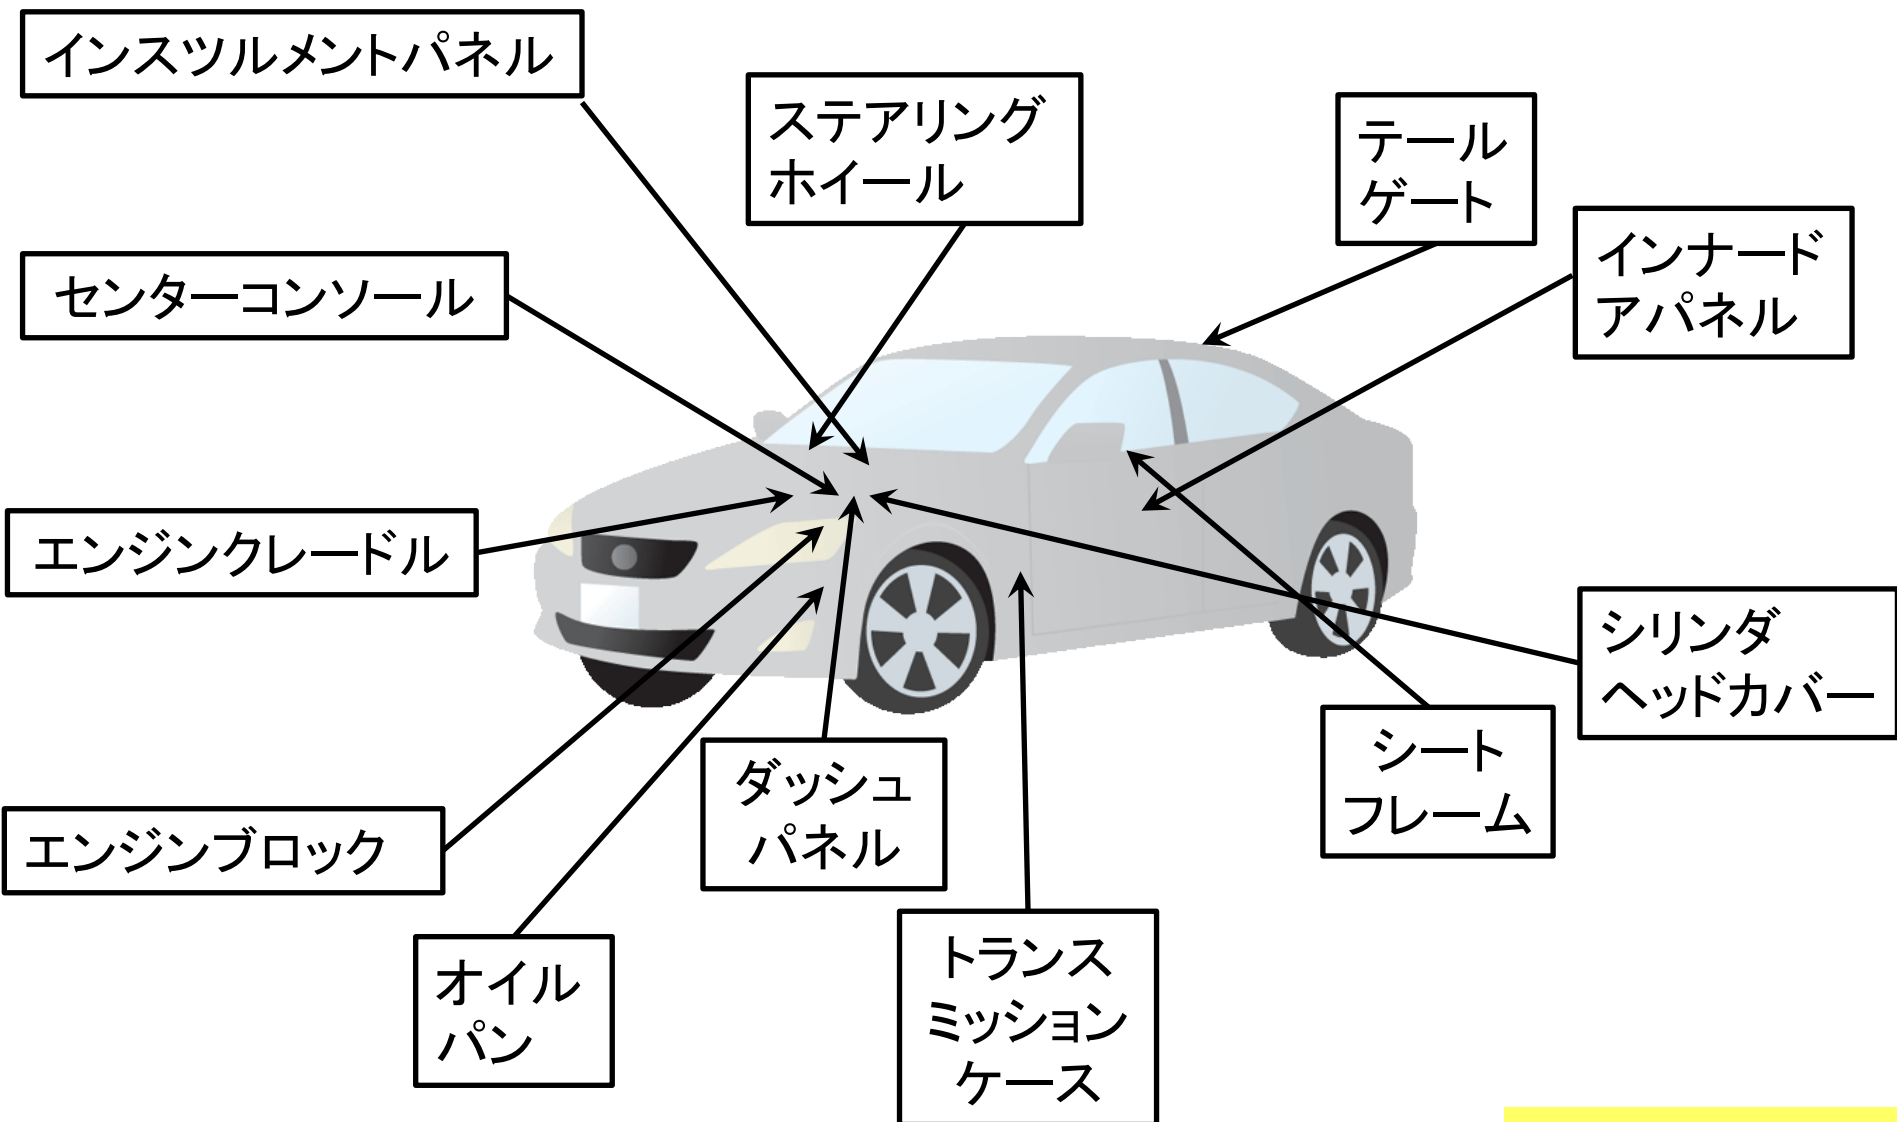 インスツルメントパネル
ステアリング
ホイール
テール
ゲート
インナード
アパネル
センターコンソール
エンジンクレードル
シリンダ
ヘッドカバー
シート
フレーム
ダッシュ
パネル
エンジンブロック
オイル
パン
トランス
ミッション
ケース